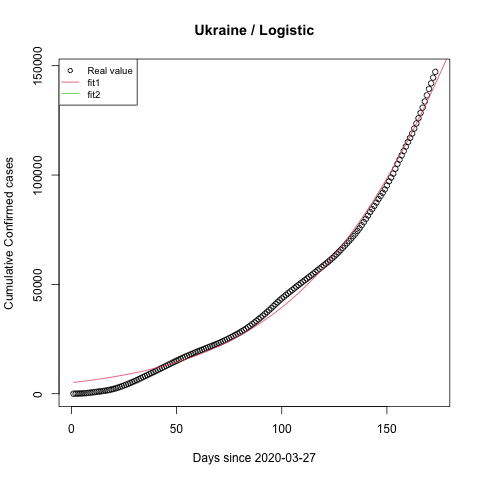 Ukraine / Logistic
Real value
fit1
fit2
Cumulative Confirmed cases
150000
100000
50000
0
0 50 100 150
Days since 2020-03-27